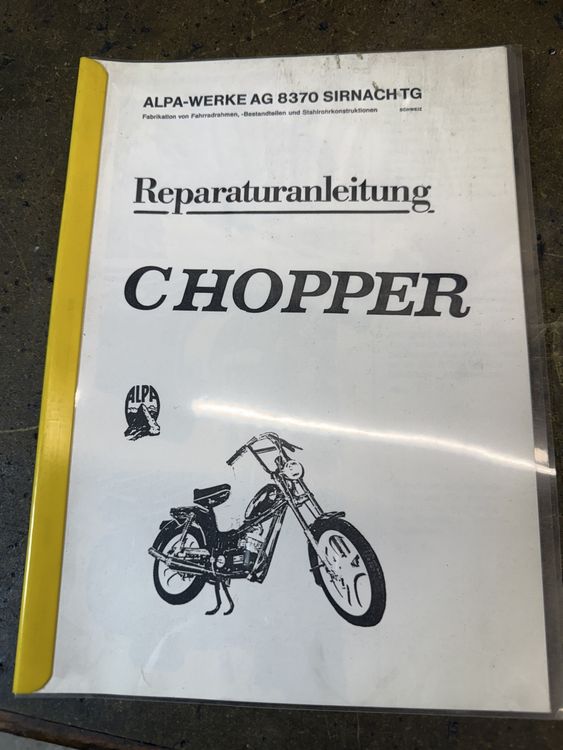 ALPA-WERKE AG 8370 SIRNACH-TG
Fabrikation von Fahrradrahmen, -Bestandteilen und Stahlrohrkonstruktionen SCHWEIZ
Reparaturanleitung
CHOPPER
ALPA